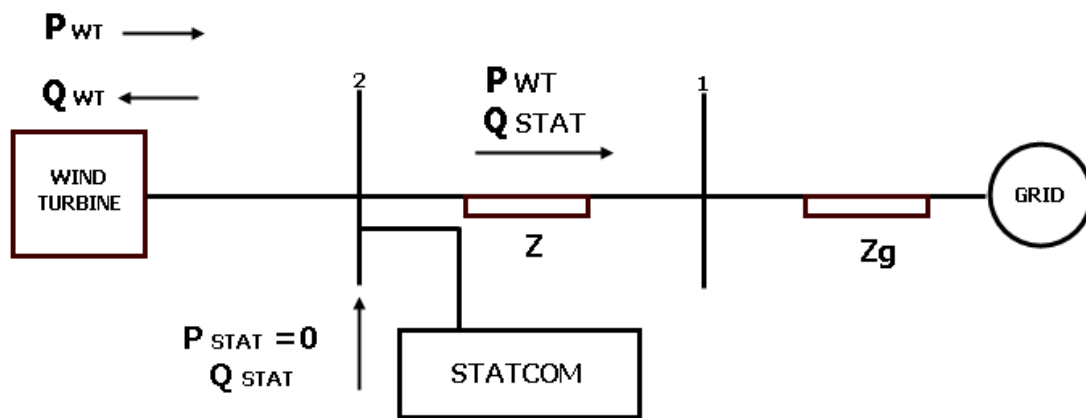 P WT
Q WT
2
P WT
Q STAT
1
WIND
TURBINE
GRID
Z
Zg
P STAT =0
Q STAT
STATCOM